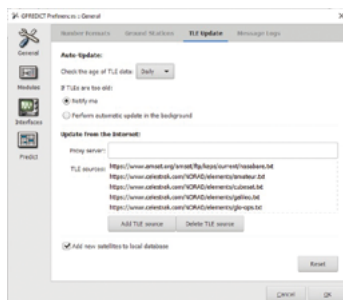 GPREDICT Preferences :: General
Number Formats
Ground Stations
TLE Update
Message Logs
General
Modules
Interfaces
Predict
Auto-Update:
Check the age of TLE data:
Daily
If TLEs are too old:
Notify me
Perform automatic update in the background
Update from the Internet:
Proxy server:
TLE sources:
https://www.amsat.org/amsat/ftp/keps/current/nasabare.txt
https://www.celestrak.com/NORAD/elements/amateur.txt
https://www.celestrak.com/NORAD/elements/cubesat.txt
https://www.celestrak.com/NORAD/elements/galileo.txt
https://www.celestrak.com/NORAD/elements/glo-ops.txt
Add TLE source
Delete TLE source
Add new satellites to local database
Reset
Cancel
OK